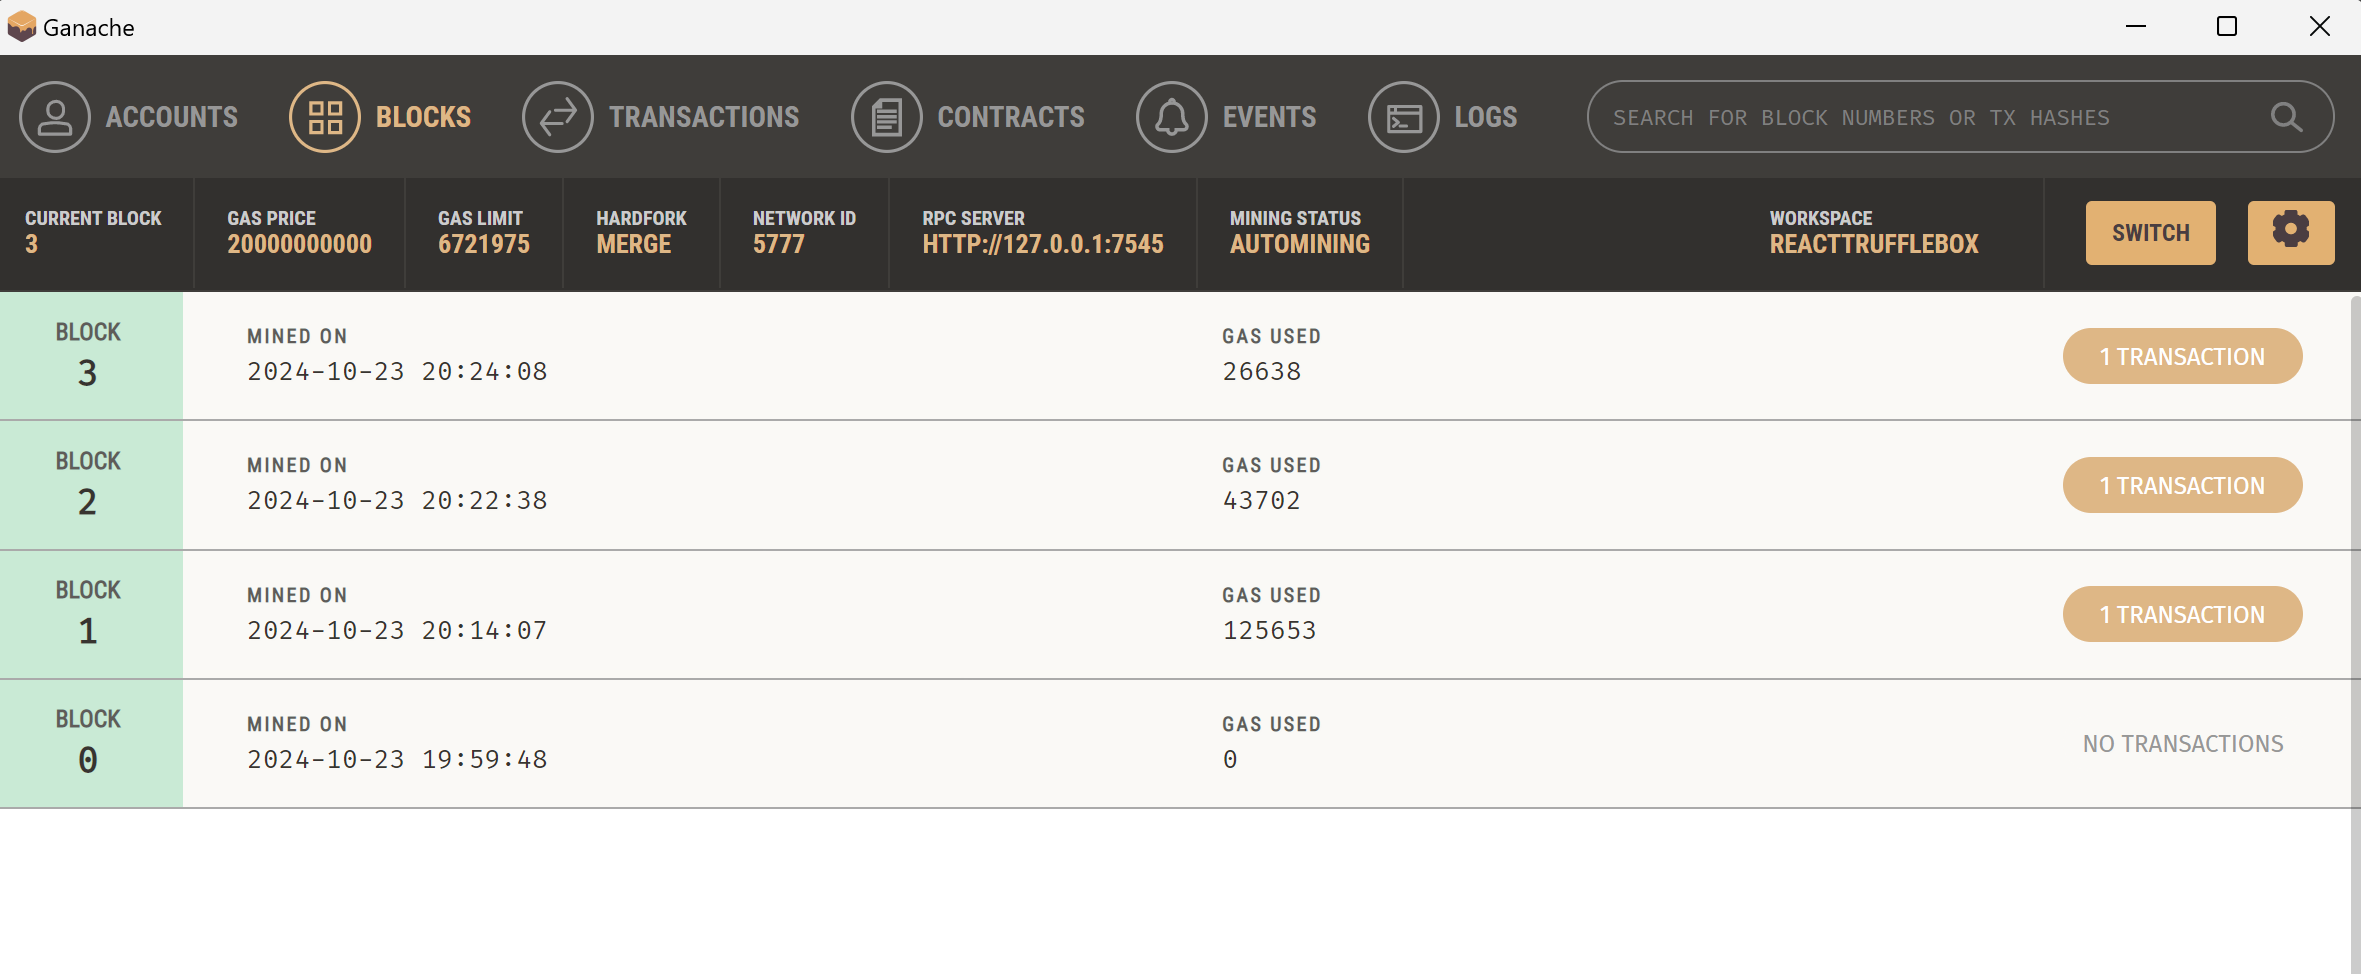 Ganache
ACCOUNTS BLOCKS TRANSACTIONS CONTRACTS EVENTS LOGS SEARCH FOR BLOCK NUMBERS OR TX HASHES
CURRENT BLOCK GAS PRICE GAS LIMIT HARDFORK NETWORK ID RPC SERVER MINING STATUS WORKSPACE
3 20000000000 6721975 MERGE 5777 HTTP://127.0.0.1:7545 AUTOMINING REACTTRUFFLEBOX SWITCH
BLOCK MINED ON GAS USED
3 2024-10-23 20:24:08 26638 1 TRANSACTION
BLOCK MINED ON GAS USED
2 2024-10-23 20:22:38 43702 1 TRANSACTION
BLOCK MINED ON GAS USED
1 2024-10-23 20:14:07 125653 1 TRANSACTION
BLOCK MINED ON GAS USED
0 2024-10-23 19:59:48 0 NO TRANSACTIONS